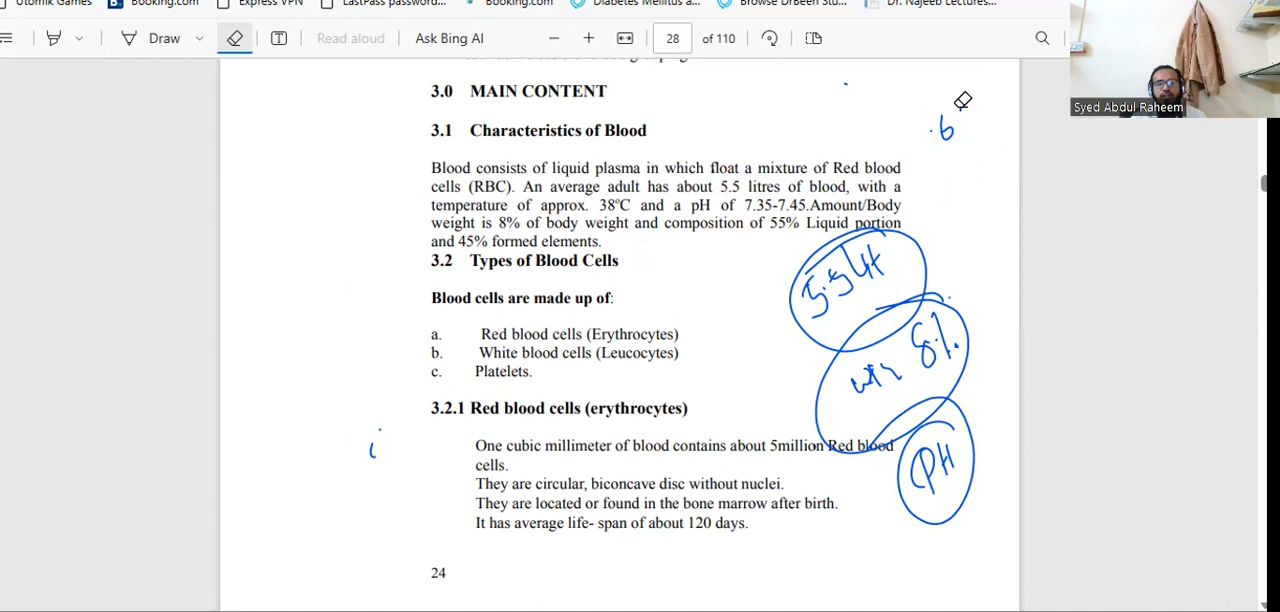 Utomik Games
Booking.com
Express VPN
LastPass password...
Booking.com
Diabetes Mellitus a...
Browse DrBeen Stu...
Dr. Najeeb Lectures...
Draw
Read aloud
Ask Bing AI
28
of 110
Syed Abdul Raheem
3.0 MAIN CONTENT
.6
3.1 Characteristics of Blood
Blood consists of liquid plasma in which float a mixture of Red blood
cells (RBC). An average adult has about 5.5 litres of blood, with a
temperature of approx. 38°C and a pH of 7.35-7.45.Amount/Body
weight is 8% of body weight and composition of 55% Liquid portion
and 45% formed elements.
3.2 Types of Blood Cells
Blood cells are made up of:
a. Red blood cells (Erythrocytes)
b. White blood cells (Leucocytes)
c. Platelets.
8%.
3.2.1 Red blood cells (erythrocytes)
One cubic millimeter of blood contains about 5million Red blood
cells.
They are circular, biconcave disc without nuclei.
They are located or found in the bone marrow after birth.
It has average life- span of about 120 days.
PH
i
24